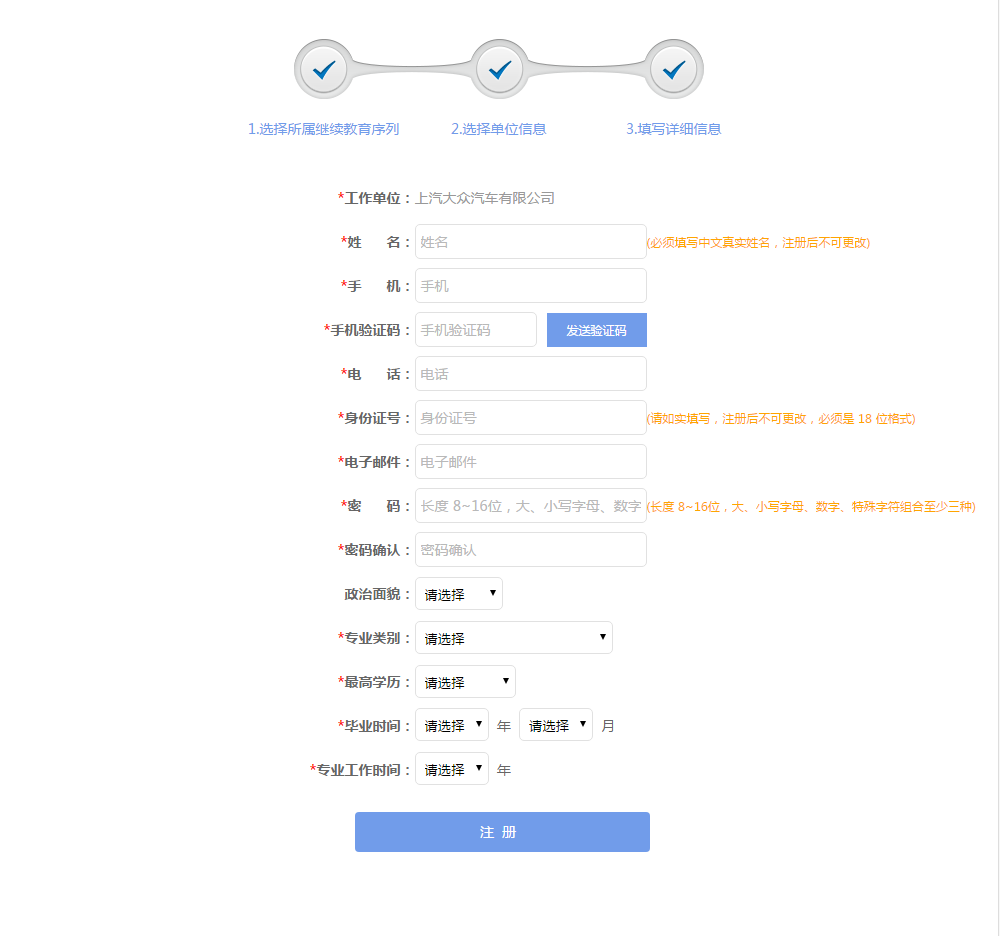 1.选择所属继续教育序列 2.选择单位信息 3.填写详细信息
*工作单位：上汽大众汽车有限公司
*姓 名：姓名 (必须填写中文真实姓名，注册后不可更改)
*手 机：手机
*手机验证码：手机验证码 发送验证码
*电 话：电话
*身份证号：身份证号 (请如实填写，注册后不可更改，必须是 18 位格式)
*电子邮件：电子邮件
*密 码：长度 8~16位，大、小写字母、数字 (长度 8~16位，大、小写字母、数字、特殊字符组合至少三种)
*密码确认：密码确认
政治面貌：请选择
*专业类别：请选择
*最高学历：请选择
*毕业时间：请选择 年 请选择 月
*专业工作时间：请选择 年
注 册